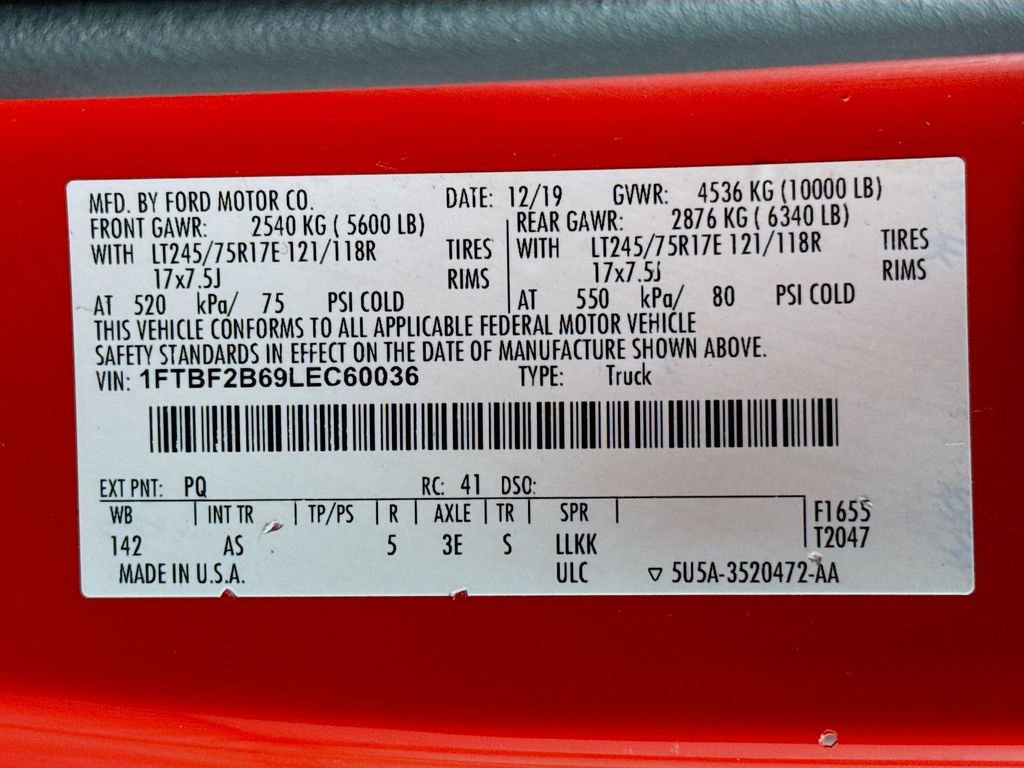 MFD. BY FORD MOTOR CO. DATE: 12/19 GVWR: 4536 KG (10000 LB)
FRONT GAWR: 2540 KG ( 5600 LB) REAR GAWR: 2876 KG ( 6340 LB)
WITH LT245/75R17E 121/118R TIRES WITH LT245/75R17E 121/118R TIRES
17x7.5J RIMS 17x7.5J RIMS
AT 520 kPa/ 75 PSI COLD AT 550 kPa/ 80 PSI COLD
THIS VEHICLE CONFORMS TO ALL APPLICABLE FEDERAL MOTOR VEHICLE
SAFETY STANDARDS IN EFFECT ON THE DATE OF MANUFACTURE SHOWN ABOVE.
VIN: 1FTBF2B69LEC60036 TYPE: Truck
EXT PNT: PQ RC: 41 DSO:
WB | INT TR | TP/PS | R | AXLE | TR | SPR | F1655
142 AS 5 3E S LLKK T2047
MADE IN U.S.A. ULC ▽ 5U5A-3520472-AA